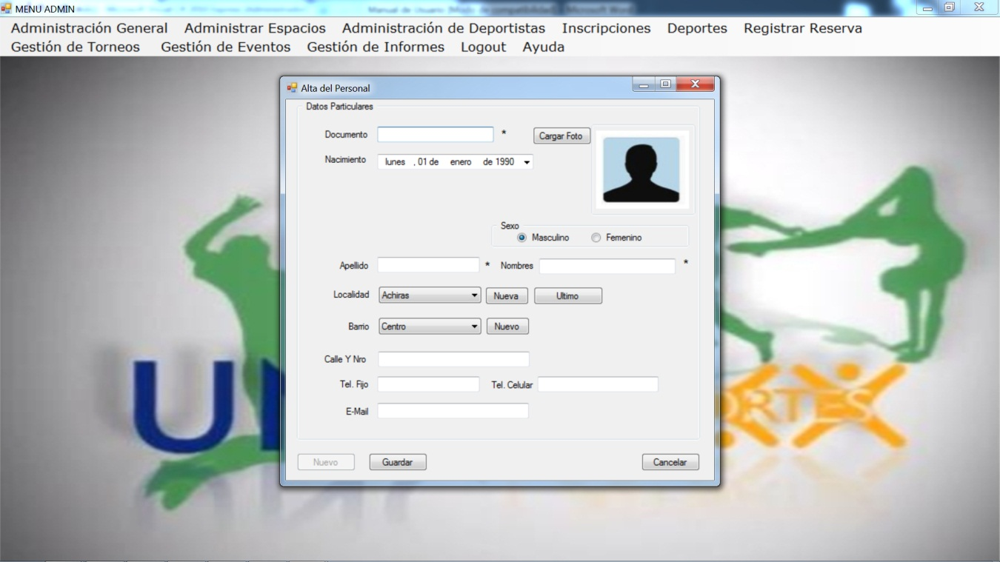 MENU ADMIN
Administración General Administrar Espacios Administración de Deportistas Inscripciones Deportes Registrar Reserva
Gestión de Torneos Gestión de Eventos Gestión de Informes Logout Ayuda
Alta del Personal
Datos Particulares
Documento * Cargar Foto
Nacimiento lunes , 01 de enero de 1990
Sexo
Masculino Femenino
Apellido * Nombres *
Localidad Achiras Nueva Ultimo
Barrio Centro Nuevo
Calle Y Nro
Tel. Fijo Tel. Celular
E-Mail
Nuevo Guardar Cancelar